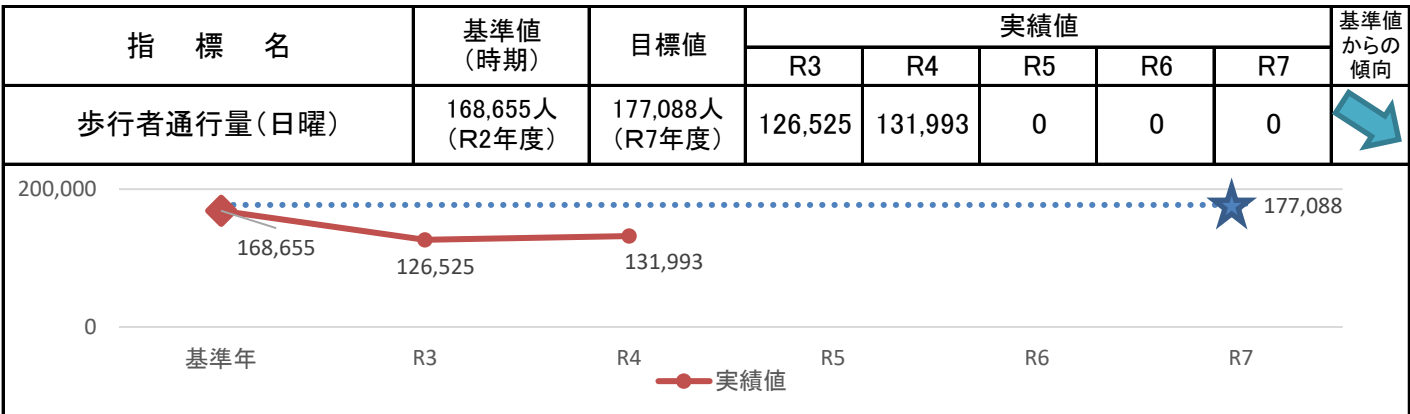 指 標 名
基準値
(時期)
目標値
実績値
基準値
からの
傾向
R3 R4 R5 R6 R7
歩行者通行量(日曜)
168,655人
(R2年度)
177,088人
(R7年度)
126,525 131,993 0 0 0
200,000
177,088
168,655
126,525
131,993
0
基準年 R3 R4 R5 R6 R7
実績値